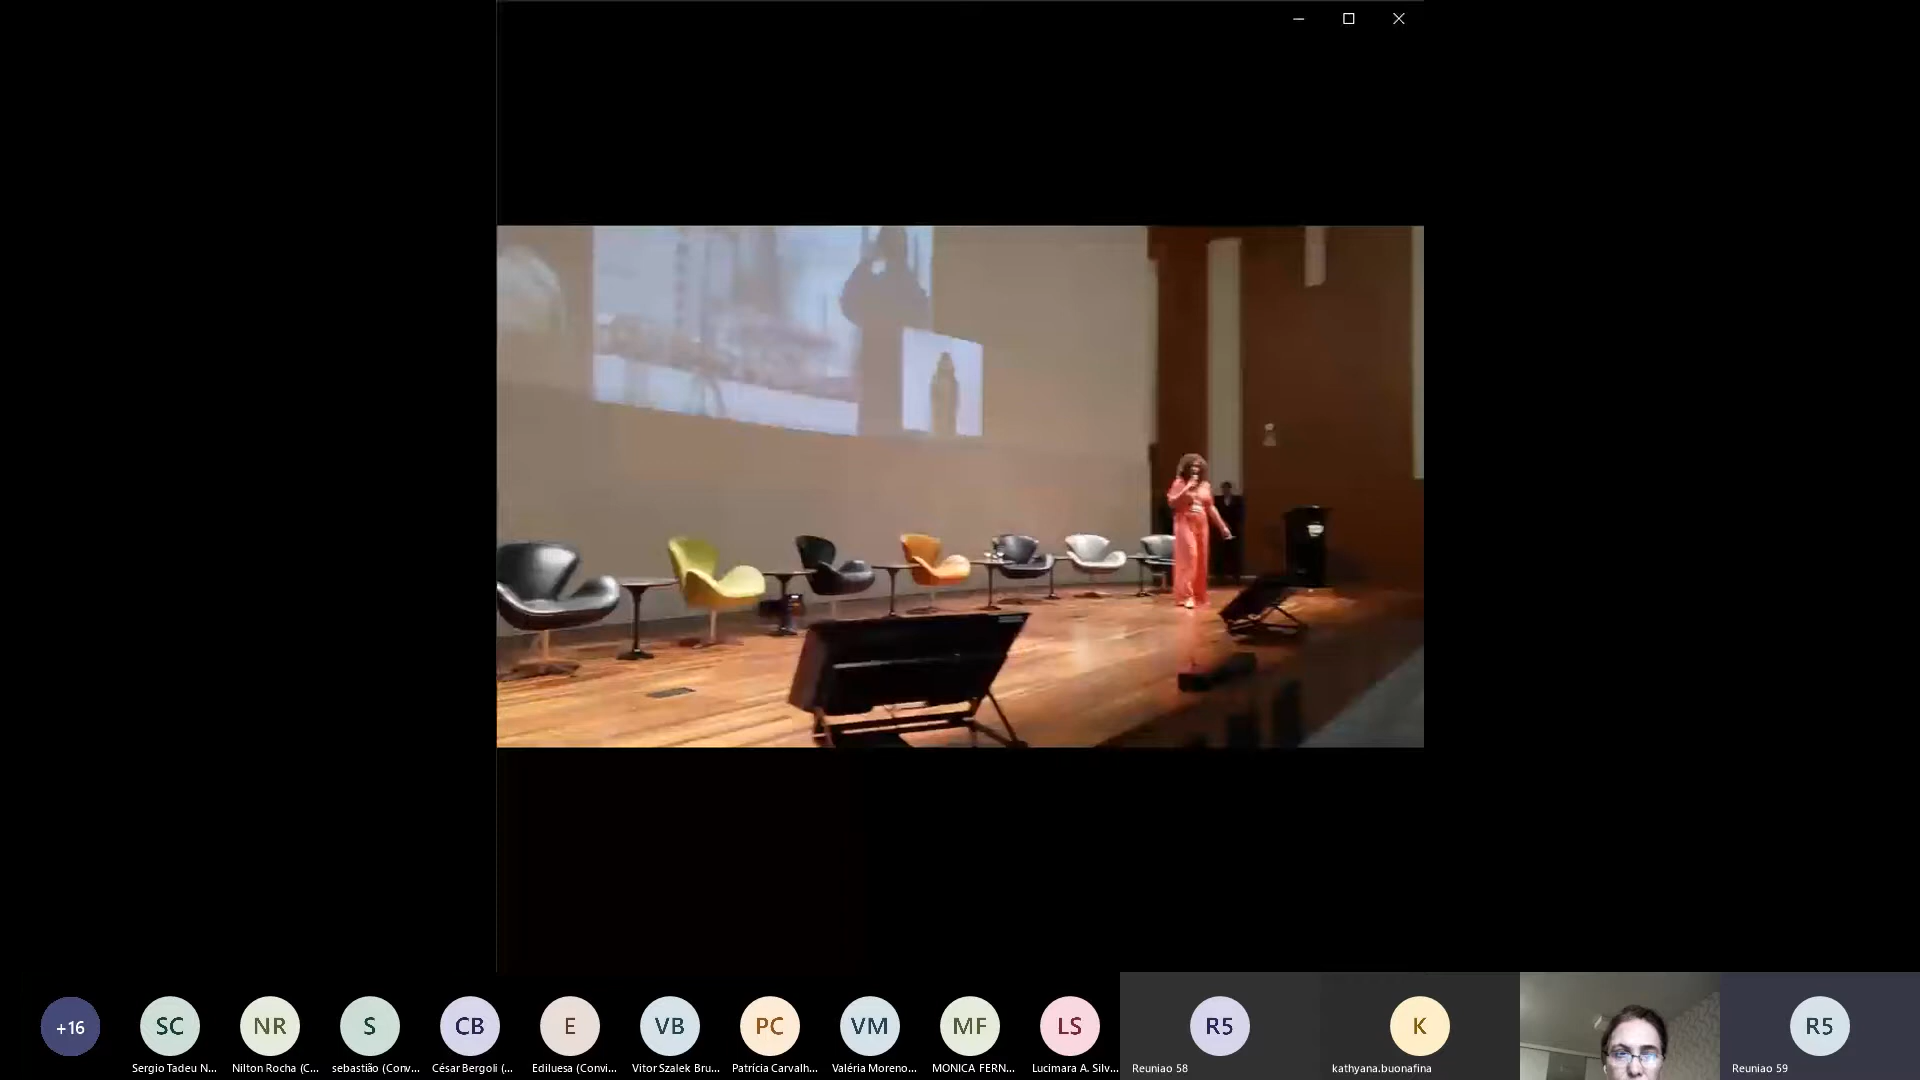 +16
SC
NR
S
CB
E
VB
PC
VM
MF
LS
R5
K
R5
Sergio Tadeu N...
Nilton Rocha (C...
sebastião (Conv...
César Bergoli (...
Ediluesa (Convi...
Vitor Szalek Bru...
Patrícia Carvalh...
Valéria Moreno...
MONICA FERN...
Lucimara A. Silv...
Reuniao 58
kathyana.buonafina
Reuniao 59